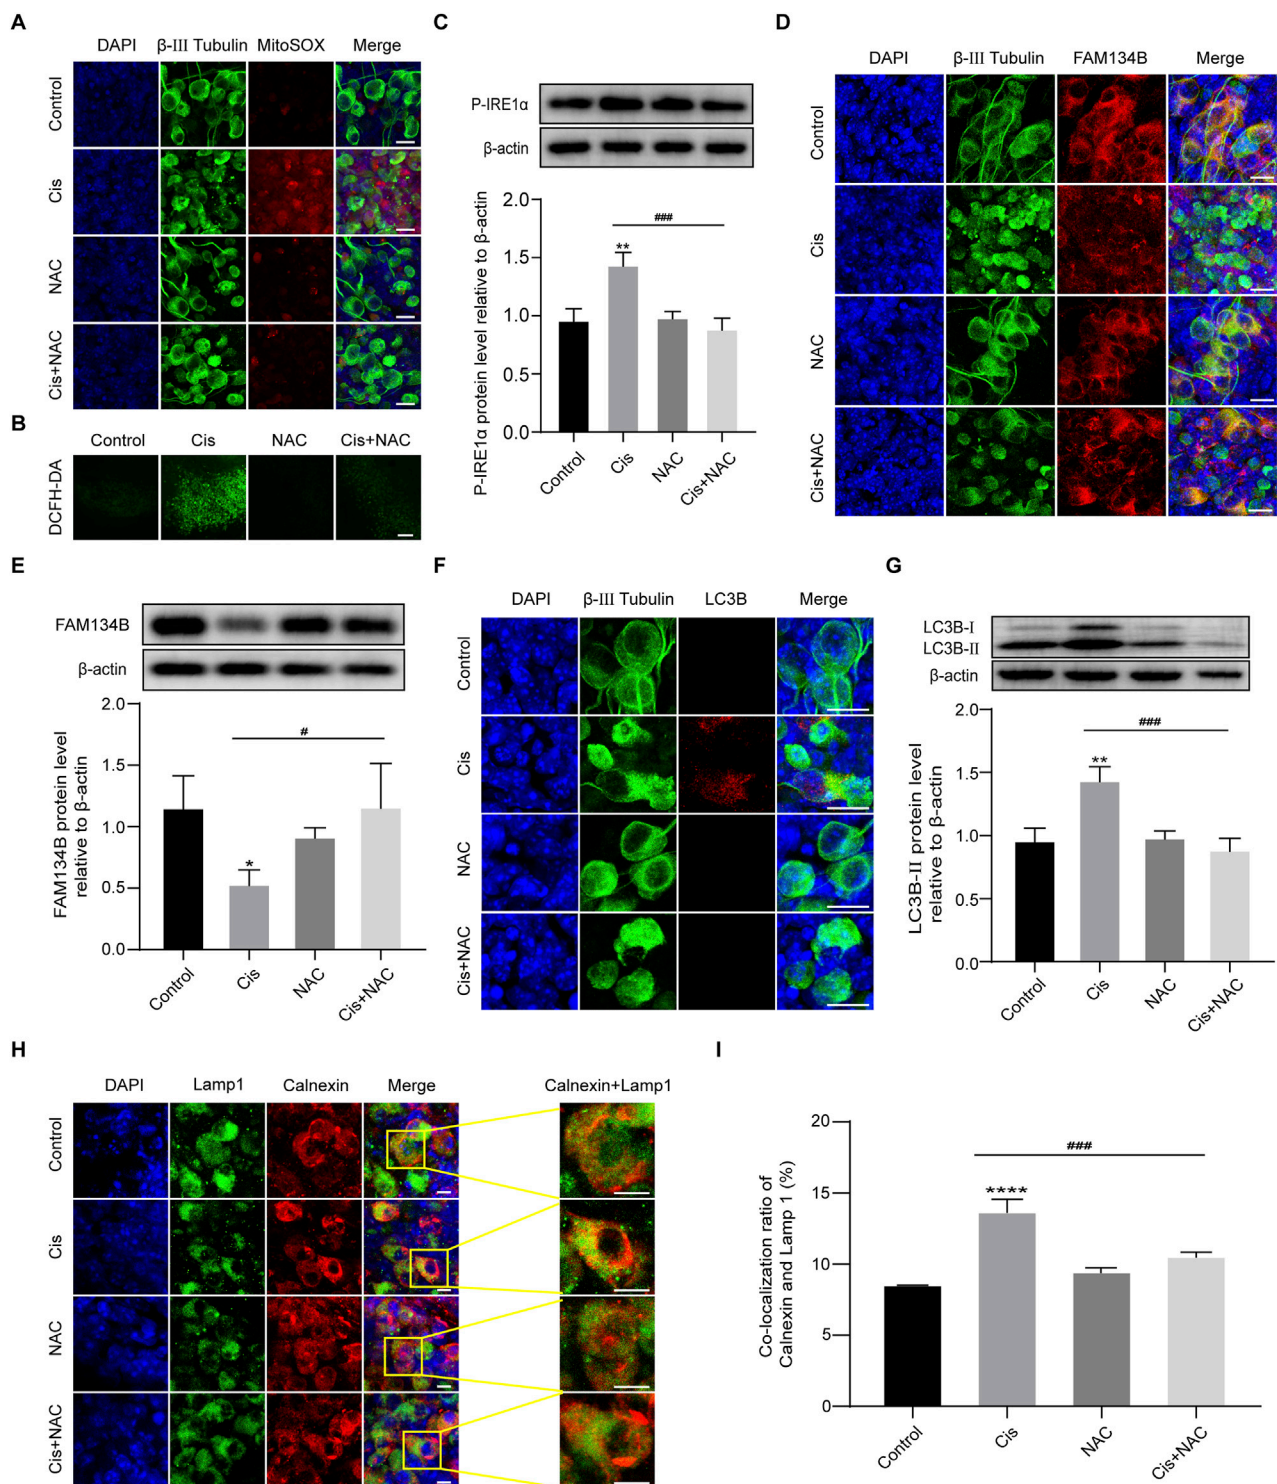 A
DAPI β-III Tubulin MitoSOX Merge
Control
Cis
NAC
Cis+NAC
B
Control Cis NAC Cis+NAC
DCFH-DA
C
P-IRE1α
β-actin
P-IRE1α protein level relative to β-actin
2.0
1.5
1.0
0.5
0.0
###
**
Control Cis NAC Cis+NAC
D
DAPI β-III Tubulin FAM134B Merge
Control
Cis
NAC
Cis+NAC
E
FAM134B
β-actin
FAM134B protein level
relative to β-actin
2.0
1.5
1.0
0.5
0.0
#
*
Control Cis NAC Cis+NAC
F
DAPI β-III Tubulin LC3B Merge
Control
Cis
NAC
Cis+NAC
G
LC3B-I
LC3B-II
β-actin
LC3B-II protein level
relative to β-actin
2.0
1.5
1.0
0.5
0.0
###
**
Control Cis NAC Cis+NAC
H
DAPI Lamp1 Calnexin Merge Calnexin+Lamp1
Control
Cis
NAC
Cis+NAC
I
Co-localization ratio of
Calnexin and Lamp 1 (%)
20
15
10
5
0
###
****
Control Cis NAC Cis+NAC